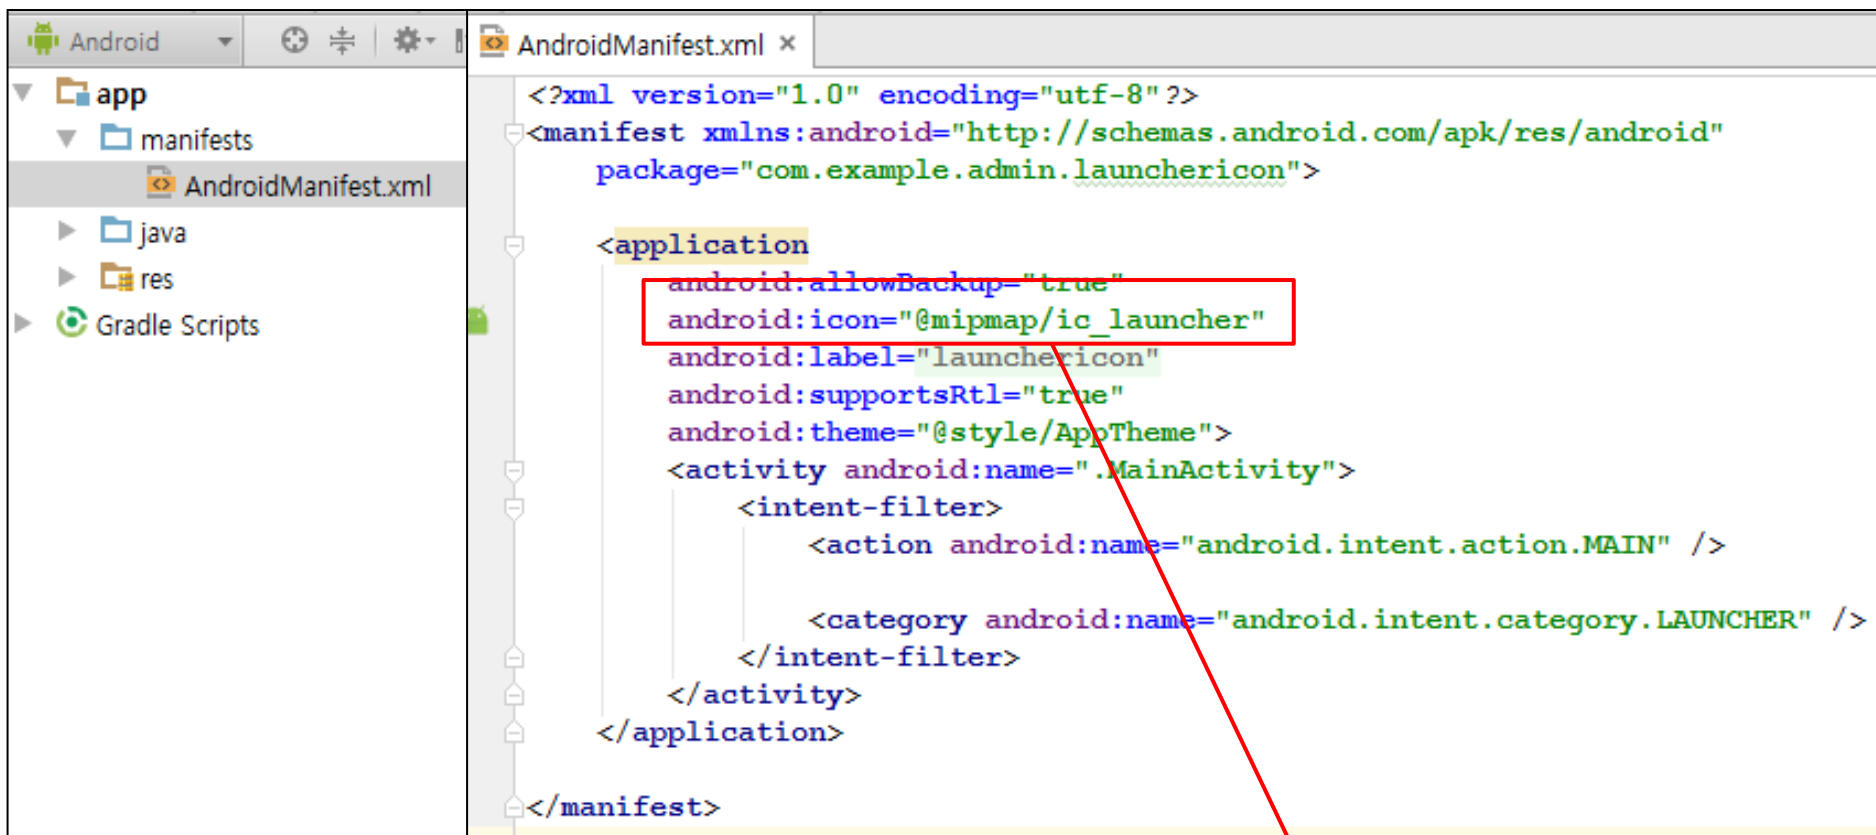 Android
app
manifests
AndroidManifest.xml
java
res
Gradle Scripts
AndroidManifest.xml ×
<?xml version="1.0" encoding="utf-8"?>
<manifest xmlns:android="http://schemas.android.com/apk/res/android"
    package="com.example.admin.launchericon">

    <application
        android:allowBackup="true"
        android:icon="@mipmap/ic_launcher"
        android:label="launchericon"
        android:supportsRtl="true"
        android:theme="@style/AppTheme">
        <activity android:name=".MainActivity">
            <intent-filter>
                <action android:name="android.intent.action.MAIN" />

                <category android:name="android.intent.category.LAUNCHER" />
            </intent-filter>
        </activity>
    </application>

</manifest>